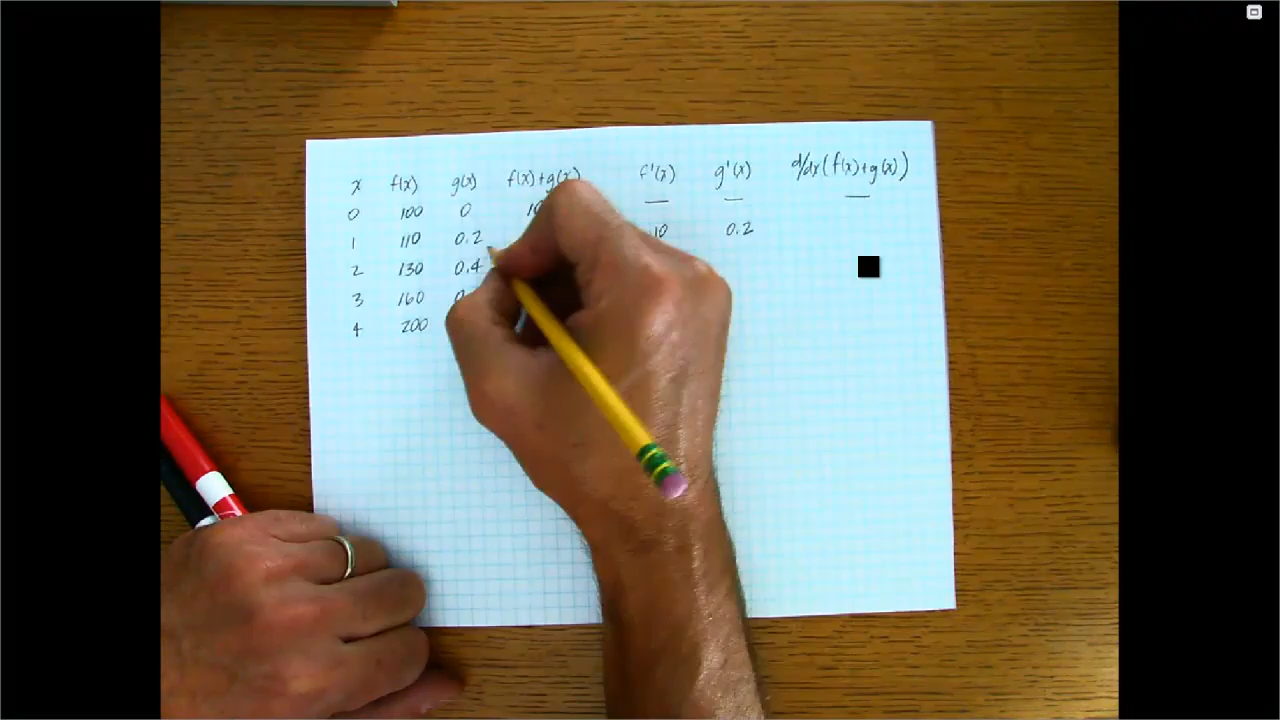 x f(x) g(x) f(x)+g(x) f'(x) g'(x) d/dx(f(x)+g(x))
0 100 0 — — —
1 110 0.2 10 0.2
2 130 0.4
3 160
4 200